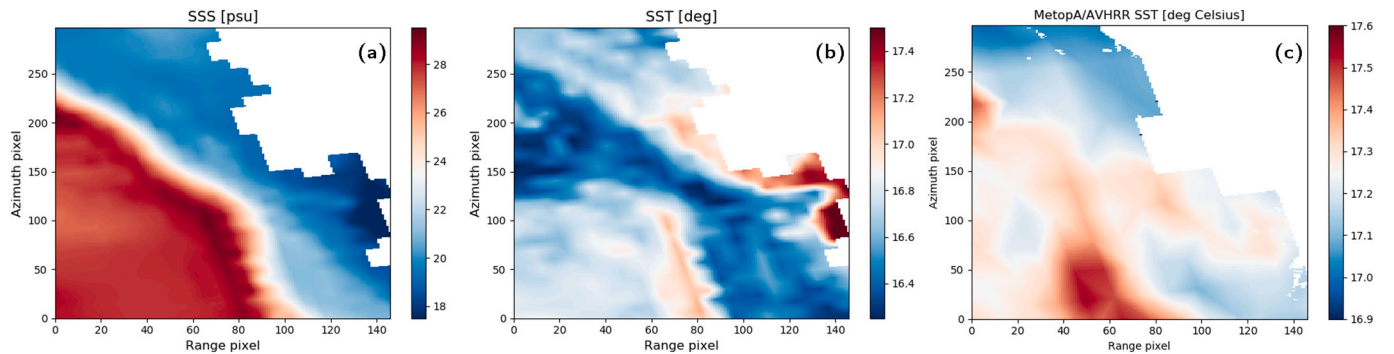 SSS [psu]
(a)
Azimuth pixel
250
200
150
100
50
0
0 20 40 60 80 100 120 140
Range pixel
28
26
24
22
20
18
SST [deg]
(b)
Azimuth pixel
250
200
150
100
50
0
0 20 40 60 80 100 120 140
Range pixel
17.4
17.2
17.0
16.8
16.6
16.4
MetopA/AVHRR SST [deg Celsius]
(c)
Azimuth pixel
250
200
150
100
50
0
0 20 40 60 80 100 120 140
Range pixel
17.6
17.5
17.4
17.3
17.2
17.1
17.0
16.9